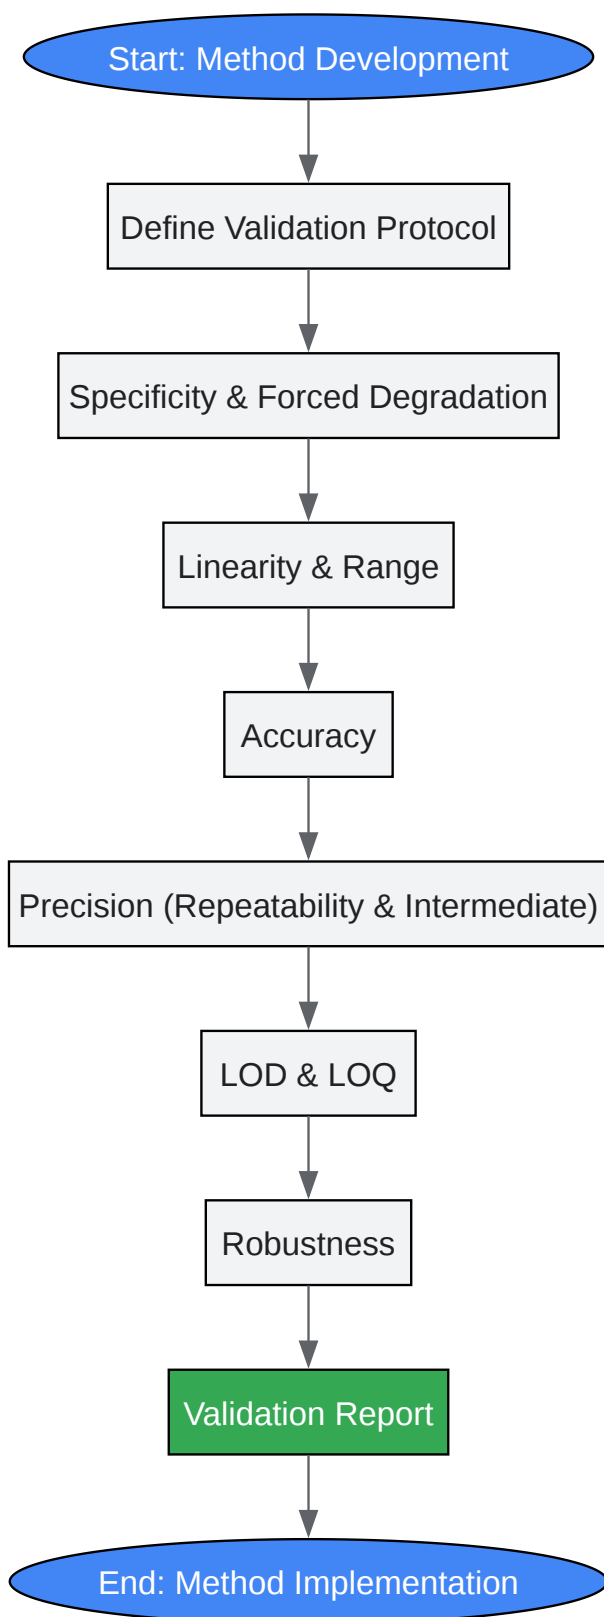 Start: Method Development
Define Validation Protocol
Specificity & Forced Degradation
Linearity & Range
Accuracy
Precision (Repeatability & Intermediate)
LOD & LOQ
Robustness
Validation Report
End: Method Implementation